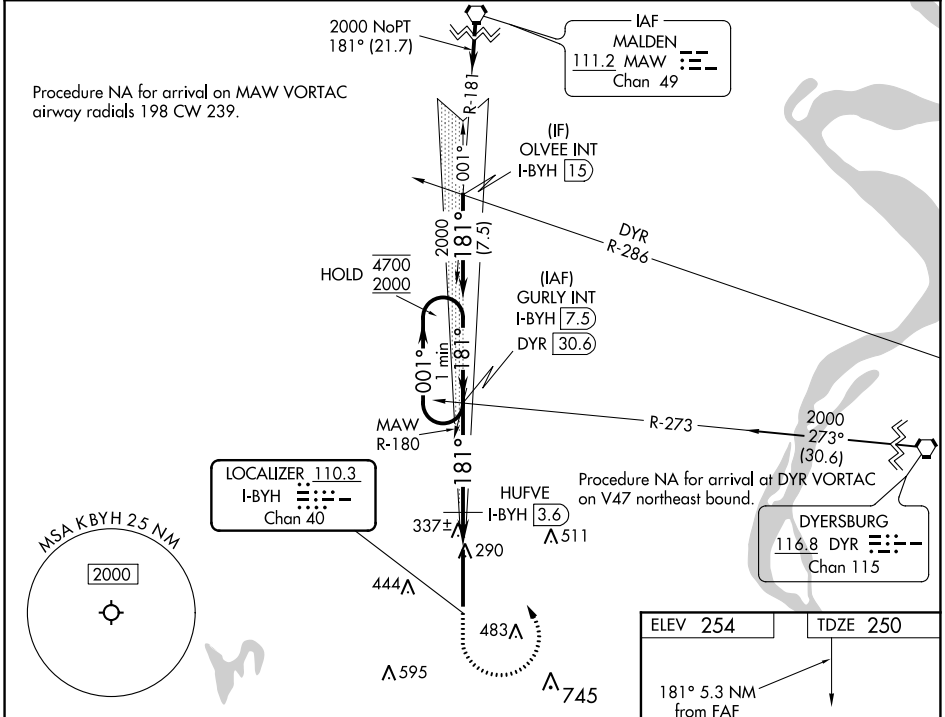 2000 NoPT
181° (21.7)
IAF
MALDEN
111.2 MAW
Chan 49
R-181
Procedure NA for arrival on MAW VORTAC
airway radials 198 CW 239.
001°
(IF)
OLVEE INT
I-BYH 15
2000
181°
(7.5)
DYR
R-286
HOLD 4700
2000
(IAF)
GURLY INT
I-BYH 7.5
DYR 30.6
001°
1 min
181°
MAW
R-180
R-273
2000
273°
(30.6)
181°
Procedure NA for arrival at DYR VORTAC
on V47 northeast bound.
LOCALIZER 110.3
I-BYH
Chan 40
HUFVE
I-BYH 3.6
337±
511
290
DYERSBURG
116.8 DYR
Chan 115
MSA KBYH 25 NM
2000
444
483
595
745
ELEV 254
TDZE 250
181° 5.3 NM
from FAF